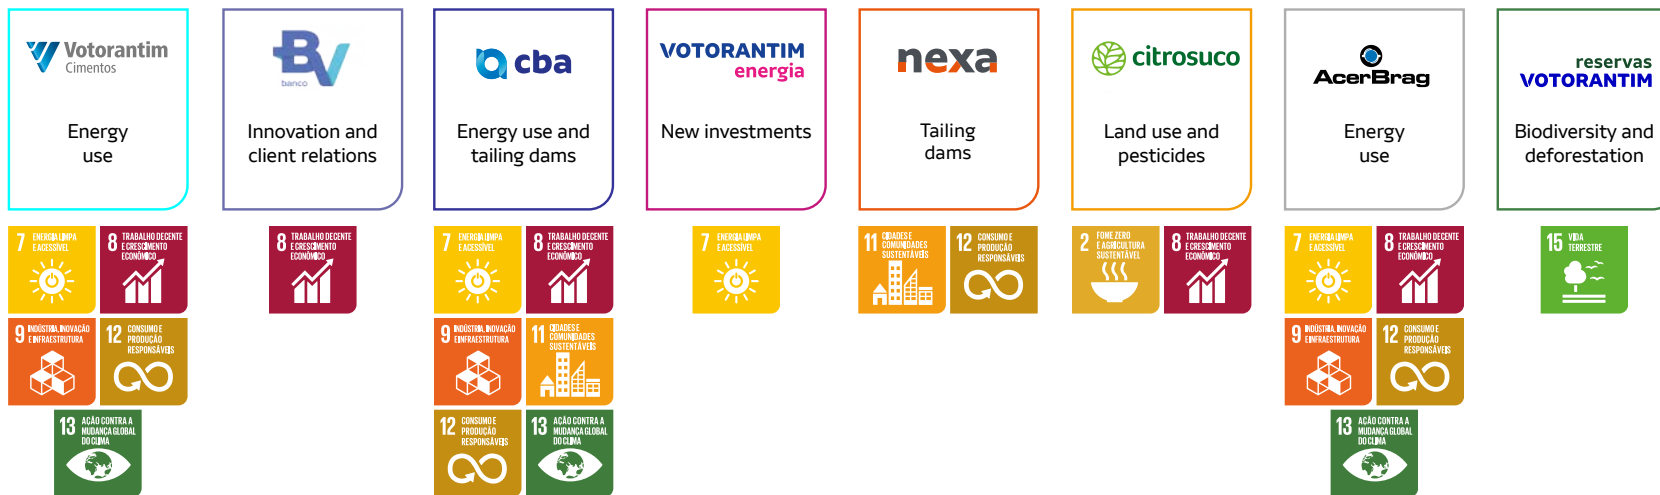 Votorantim
Cimentos
Energy
use
7 ENERGIA LIMPA
E ACESSÍVEL
8 TRABALHO DECENTE
E CRESCIMENTO
ECONÔMICO
9 INDÚSTRIA, INOVAÇÃO
E INFRAESTRUTURA
12 CONSUMO E
PRODUÇÃO
RESPONSÁVEIS
13 AÇÃO CONTRA A
MUDANÇA GLOBAL
DO CLIMA
BV
banco
Innovation and
client relations
8 TRABALHO DECENTE
E CRESCIMENTO
ECONÔMICO
cba
Energy use and
tailing dams
7 ENERGIA LIMPA
E ACESSÍVEL
8 TRABALHO DECENTE
E CRESCIMENTO
ECONÔMICO
9 INDÚSTRIA, INOVAÇÃO
E INFRAESTRUTURA
11 CIDADES E
COMUNIDADES
SUSTENTÁVEIS
12 CONSUMO E
PRODUÇÃO
RESPONSÁVEIS
13 AÇÃO CONTRA A
MUDANÇA GLOBAL
DO CLIMA
VOTORANTIM
energia
New investments
7 ENERGIA LIMPA
E ACESSÍVEL
nexa
Tailing
dams
11 CIDADES E
COMUNIDADES
SUSTENTÁVEIS
12 CONSUMO E
PRODUÇÃO
RESPONSÁVEIS
citrosuco
Land use and
pesticides
2 FOME ZERO
E AGRICULTURA
SUSTENTÁVEL
8 TRABALHO DECENTE
E CRESCIMENTO
ECONÔMICO
AcerBrag
Energy
use
7 ENERGIA LIMPA
E ACESSÍVEL
8 TRABALHO DECENTE
E CRESCIMENTO
ECONÔMICO
9 INDÚSTRIA, INOVAÇÃO
E INFRAESTRUTURA
12 CONSUMO E
PRODUÇÃO
RESPONSÁVEIS
13 AÇÃO CONTRA A
MUDANÇA GLOBAL
DO CLIMA
reservas
VOTORANTIM
Biodiversity and
deforestation
15 VIDA
TERRESTRE